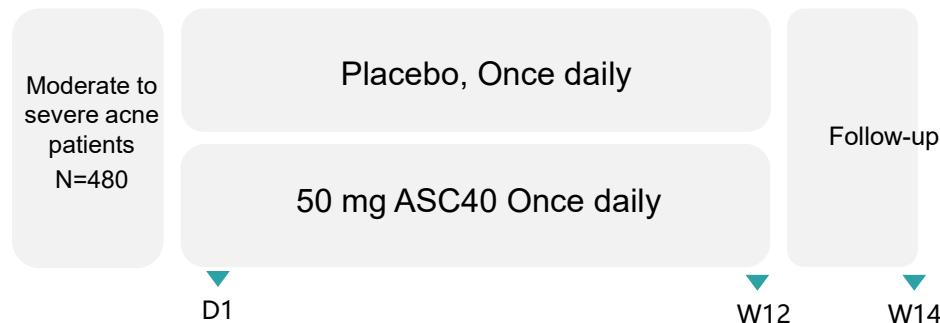 Moderate to
severe acne
patients
N=480
Placebo, Once daily
50 mg ASC40 Once daily
Follow-up
D1
W12
W14